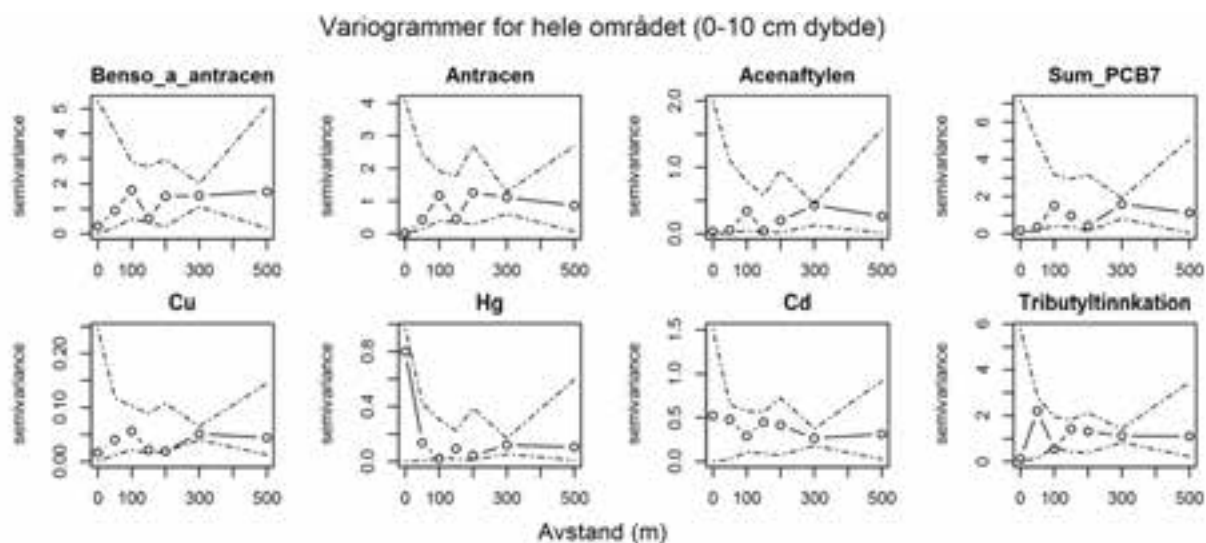 Variogrammer for hele området (0-10 cm dybde)
Benso_a_antracen
Antracen
Acenaftylen
Sum_PCB7
semivariance
0 1 2 3 4 5
0 100 300 500
semivariance
0 1 2 3 4
0 100 300 500
semivariance
0.0 1.0 2.0
0 100 300 500
semivariance
0 2 4 6
0 100 300 500
Cu
Hg
Cd
Tributyltinnkation
semivariance
0.00 0.10 0.20
0 100 300 500
semivariance
0.0 0.4 0.8
0 100 300 500
semivariance
0.0 0.5 1.0 1.5
0 100 300 500
semivariance
0 2 4 6
0 100 300 500
Avstand (m)